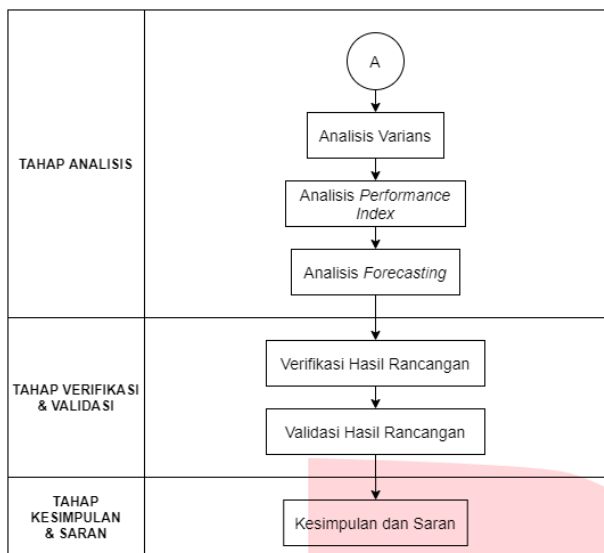 A
Analisis Varians
TAHAP ANALISIS
Analisis Performance
Index
Analisis Forecasting
Verifikasi Hasil Rancangan
TAHAP VERIFIKASI
& VALIDASI
Validasi Hasil Rancangan
TAHAP
KESIMPULAN
& SARAN
Kesimpulan dan Saran